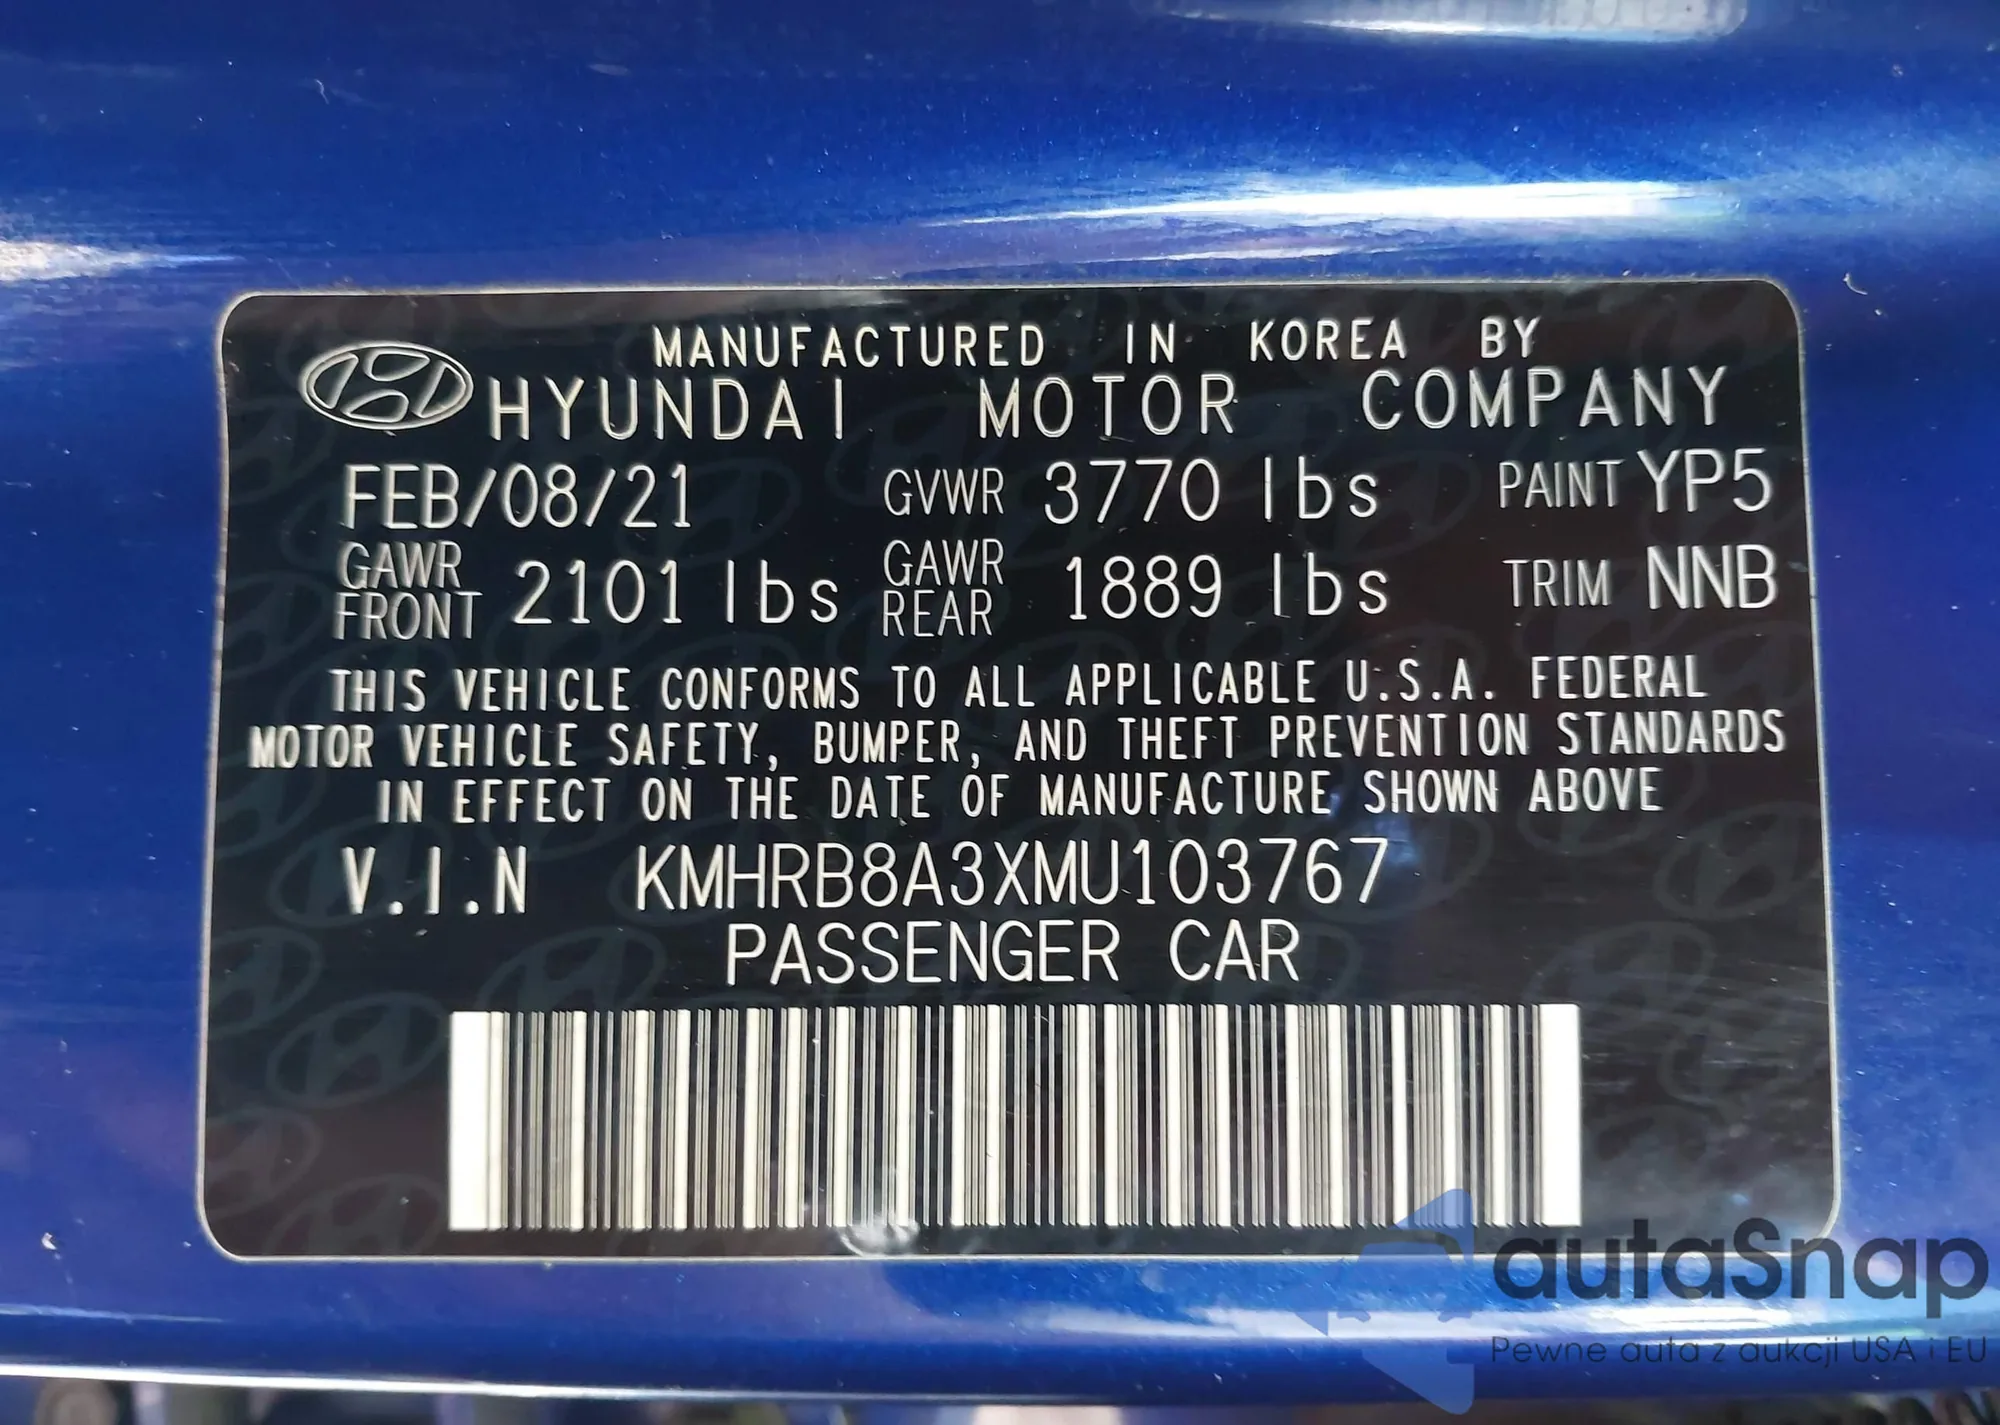 MANUFACTURED IN KOREA BY
HYUNDAI MOTOR COMPANY
FEB/08/21 GVWR 3770 lbs PAINT YP5
GAWR FRONT 2101 lbs GAWR REAR 1889 lbs TRIM NNB
THIS VEHICLE CONFORMS TO ALL APPLICABLE U.S.A. FEDERAL
MOTOR VEHICLE SAFETY, BUMPER, AND THEFT PREVENTION STANDARDS
IN EFFECT ON THE DATE OF MANUFACTURE SHOWN ABOVE
V.I.N KMHRB8A3XMU103767
PASSENGER CAR
autaSnap
Pewne auta z aukcji USA i EU